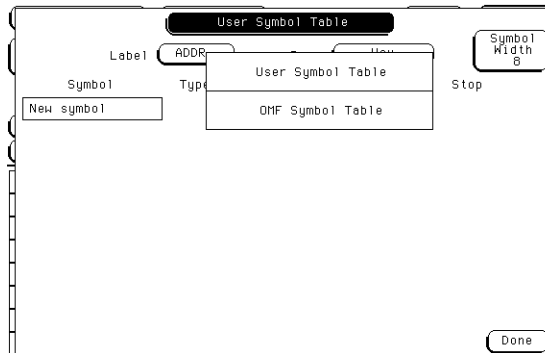 User Symbol Table
Symbol
Width
8
Label ADDR
User Symbol Table
Symbol Type Stop
New symbol
OMF Symbol Table
Done